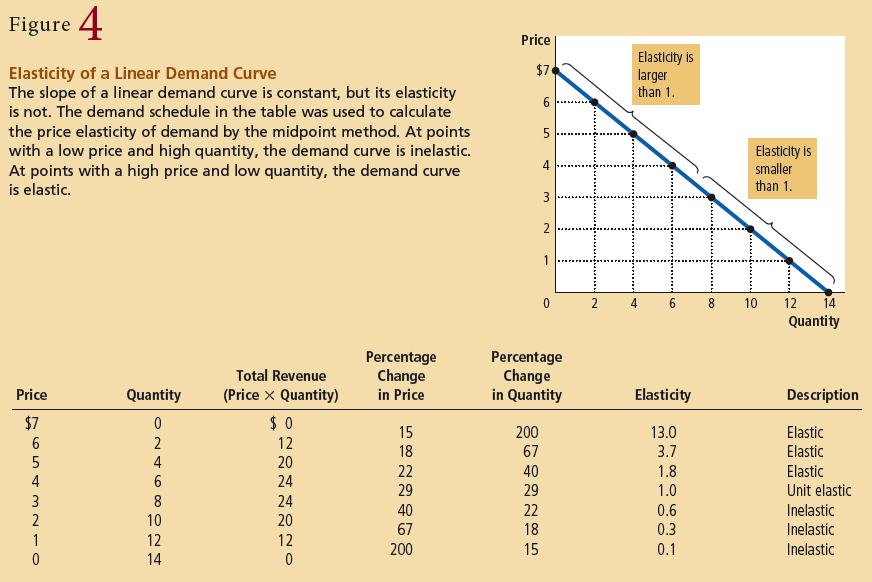 Figure 4
Elasticity of a Linear Demand Curve
The slope of a linear demand curve is constant, but its elasticity
is not. The demand schedule in the table was used to calculate
the price elasticity of demand by the midpoint method. At points
with a low price and high quantity, the demand curve is inelastic.
At points with a high price and low quantity, the demand curve
is elastic.
Price
$7
6
5
4
3
2
1
Elasticity is
larger
than 1.
Elasticity is
smaller
than 1.
0 2 4 6 8 10 12 14
Quantity
Percentage Percentage
Total Revenue Change Change
Price Quantity (Price × Quantity) in Price in Quantity Elasticity Description
$7 0 $ 0
15 200 13.0 Elastic
6 2 12
18 67 3.7 Elastic
5 4 20
22 40 1.8 Elastic
4 6 24
29 29 1.0 Unit elastic
3 8 24
40 22 0.6 Inelastic
2 10 20
67 18 0.3 Inelastic
1 12 12
200 15 0.1 Inelastic
0 14 0